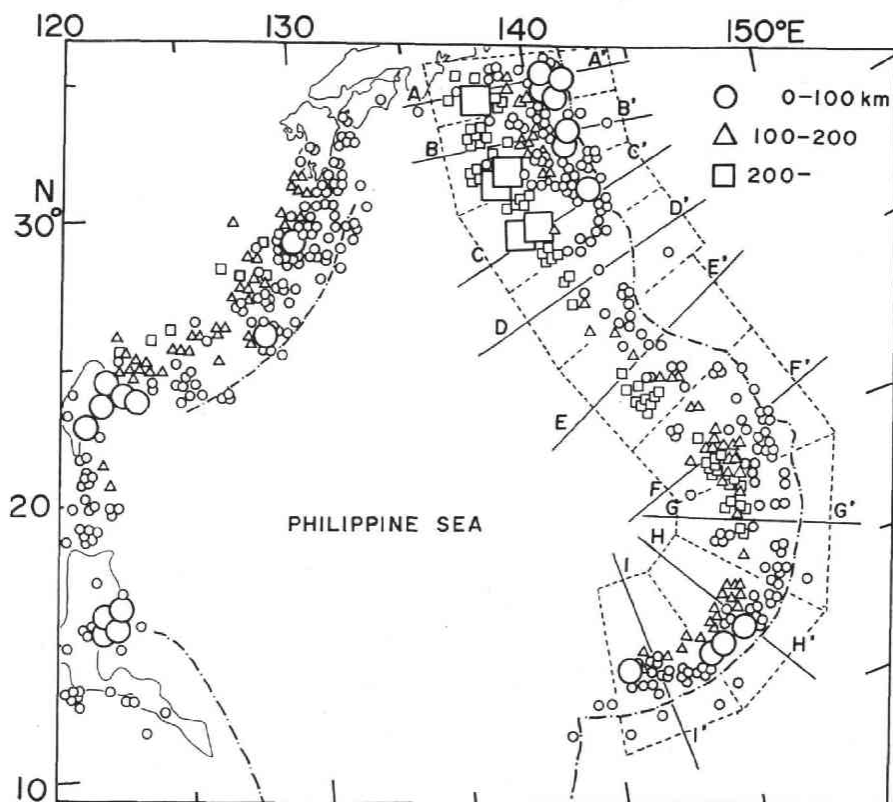 120 130 140 150°E
A'
A
B'
B
C'
C
D'
D
E'
E
F'
F
G
G'
H
H'
I
I'
0-100 km
100-200
200-
N
30°
20
10
PHILIPPINE SEA